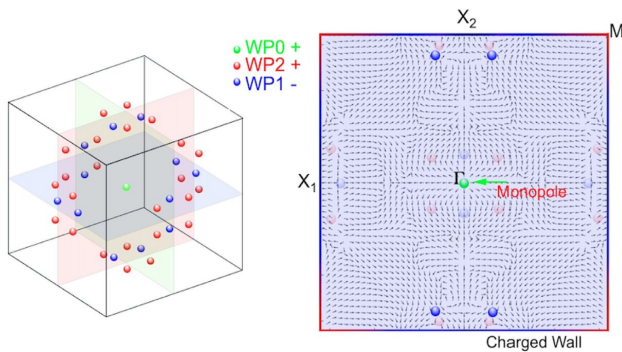 WP0 +
WP2 +
WP1 -
X2
M
Γ
Monopole
X1
Charged Wall